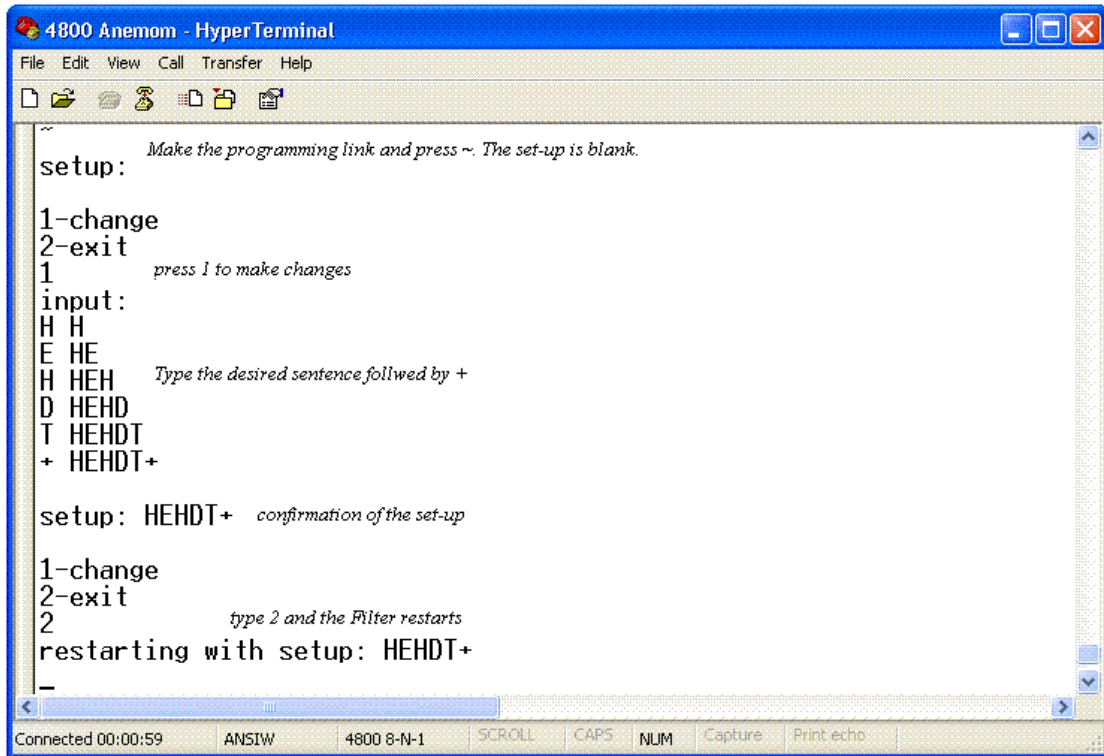 4800 Anemom - HyperTerminal
File Edit View Call Transfer Help
~
Make the programming link and press ~. The set-up is blank.
setup:
1-change
2-exit
1 press 1 to make changes
input:
H H
E HE
H HEH Type the desired sentence follwed by +
D HEHD
T HEHDT
+ HEHDT+
setup: HEHDT+ confirmation of the set-up
1-change
2-exit
2 type 2 and the Filter restarts
restarting with setup: HEHDT+
_
Connected 00:00:59 ANSIW 4800 8-N-1 SCROLL CAPS NUM Capture Print echo